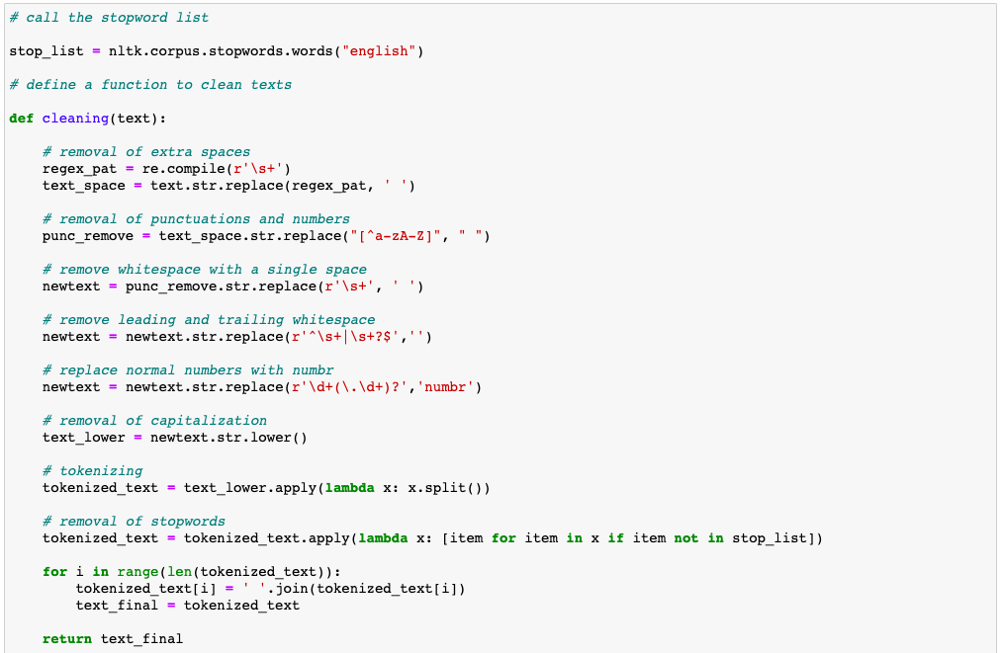 # call the stopword list
stop_list = nltk.corpus.stopwords.words("english")
# define a function to clean texts
def cleaning(text):
    # removal of extra spaces
    regex_pat = re.compile(r'\s+')
    text_space = text.str.replace(regex_pat, ' ')
    # removal of punctuations and numbers
    punc_remove = text_space.str.replace("[^a-zA-Z]", " ")
    # remove whitespace with a single space
    newtext = punc_remove.str.replace(r'\s+', ' ')
    # remove leading and trailing whitespace
    newtext = newtext.str.replace(r'^\s+|\s+?$','')
    # replace normal numbers with numbr
    newtext = newtext.str.replace(r'\d+(\.\d+)?','numbr')
    # removal of capitalization
    text_lower = newtext.str.lower()
    # tokenizing
    tokenized_text = text_lower.apply(lambda x: x.split())
    # removal of stopwords
    tokenized_text = tokenized_text.apply(lambda x: [item for item in x if item not in stop_list])
    for i in range(len(tokenized_text)):
        tokenized_text[i] = ' '.join(tokenized_text[i])
        text_final = tokenized_text
    return text_final